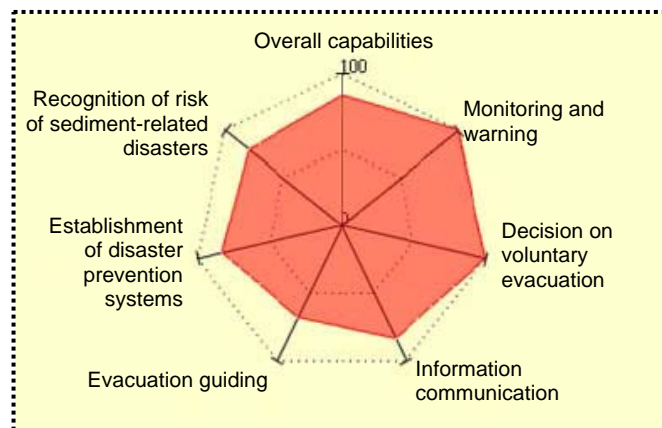 Overall capabilities
100
Recognition of risk
of sediment-related
disasters
Monitoring and
warning
0
Establishment
of disaster
prevention
systems
Decision on
voluntary
evacuation
Evacuation guiding
Information
communication